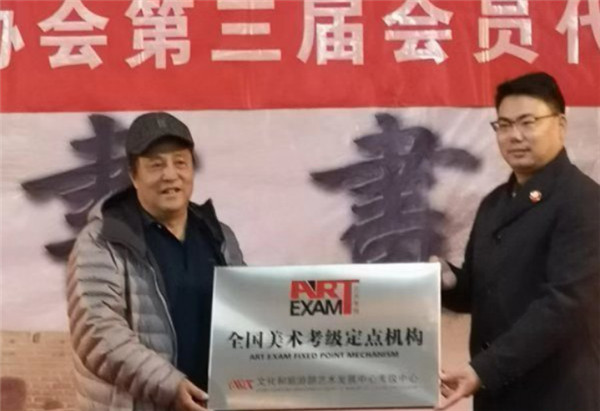 协会第三届会员代
書
ART
EXAM
全国美术考级定点机构
ART EXAM FIXED POINT MECHANISM
文化和旅游部艺术发展中心考级中心